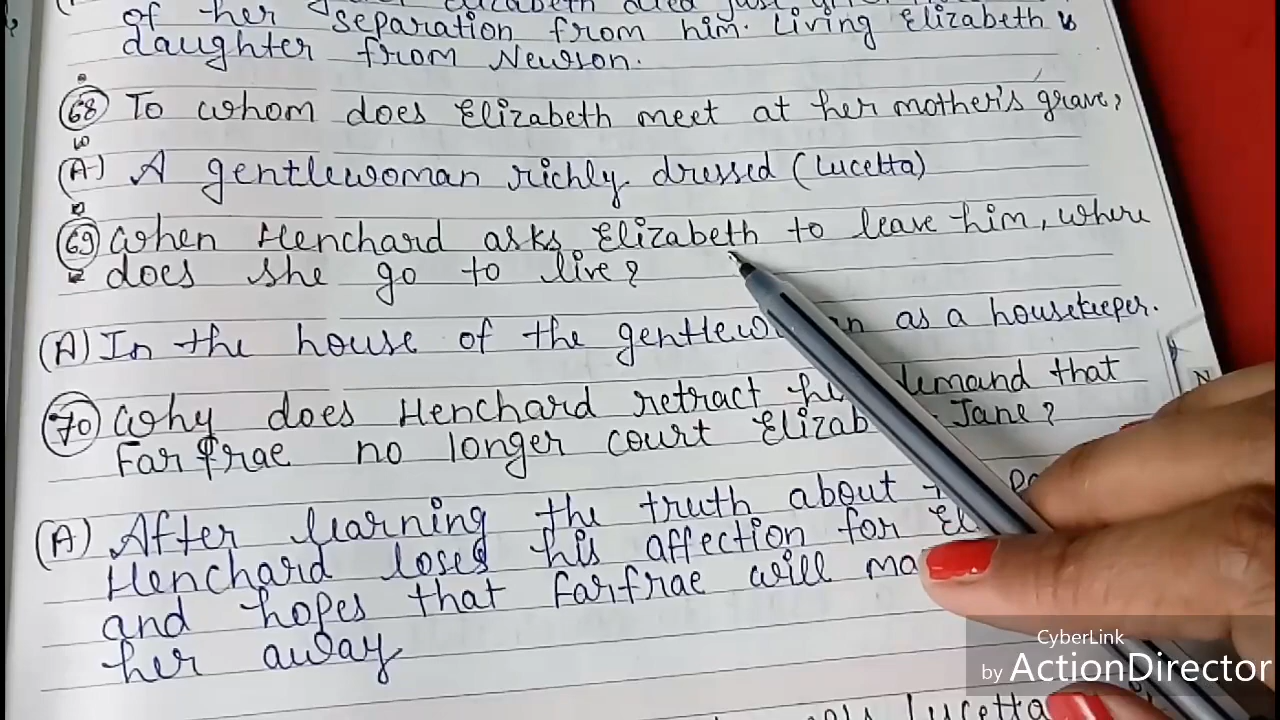 of her separation from him. Living Elizabeth is
daughter from Newson.
68 To whom does Elizabeth meet at her mother's grave?
(A) A gentlewoman richly dressed (Lucetta)
69 When Henchard asks Elizabeth to leave him, where
does she go to live?
(A) In the house of the as a housekeeper.
70 Why does Henchard retract demand that
Farfrae no longer court Jane?
(A) After learning the truth about
Henchard loses his affection for
and hopes that Farfrae will
her away
Lucetta
CyberLink
by ActionDirector